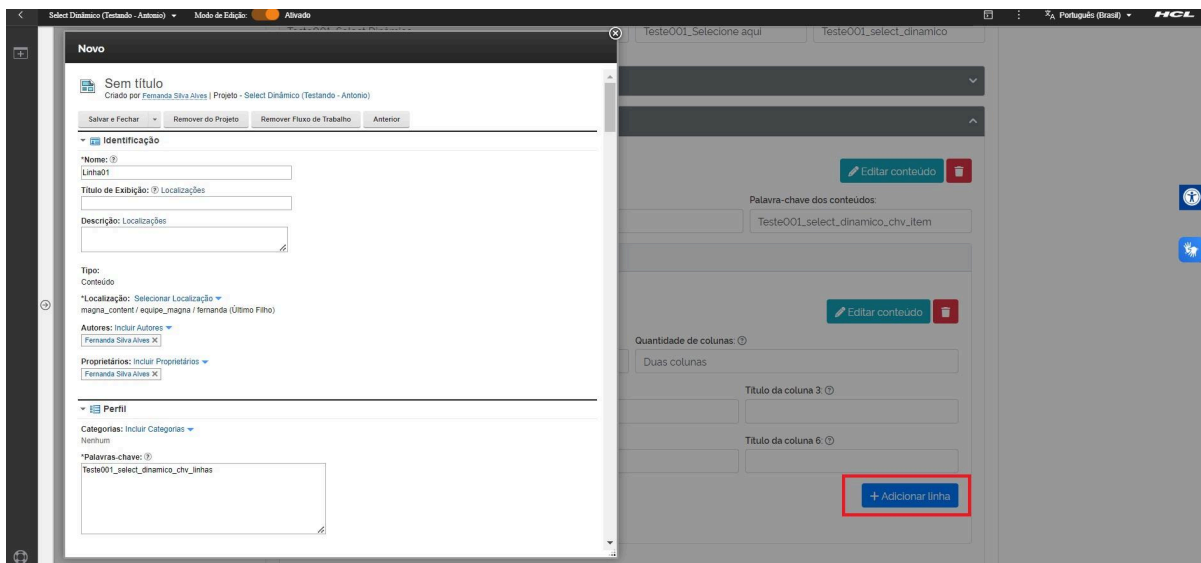 Select Dinâmico (Testando - Antonio)
Modo de Edição:
Ativado
Português (Brasil)
HCL
Novo
Sem título
Criado por Fernanda Silva Alves | Projeto - Select Dinâmico (Testando - Antonio)
Salvar e Fechar
Remover do Projeto
Remover Fluxo de Trabalho
Anterior
Identificação
*Nome:
Linha01
Título de Exibição: Localizações
Descrição: Localizações
Tipo:
Conteúdo
*Localização: Selecionar Localização
magna_content / equipe_magna / fernanda (Último Filho)
Autores: Incluir Autores
Fernanda Silva Alves X
Proprietários: Incluir Proprietários
Fernanda Silva Alves X
Perfil
Categorias: Incluir Categorias
Nenhum
*Palavras-chave:
Teste001_select_dinamico_chv_linhas
Teste001_Select Dinâmico
Teste001_Selecione aqui
Teste001_select_dinamico
Editar conteúdo
Palavra-chave dos conteúdos:
Teste001_select_dinamico_chv_item
Editar conteúdo
Quantidade de colunas:
Duas colunas
Título da coluna 3:
Título da coluna 6:
+ Adicionar linha